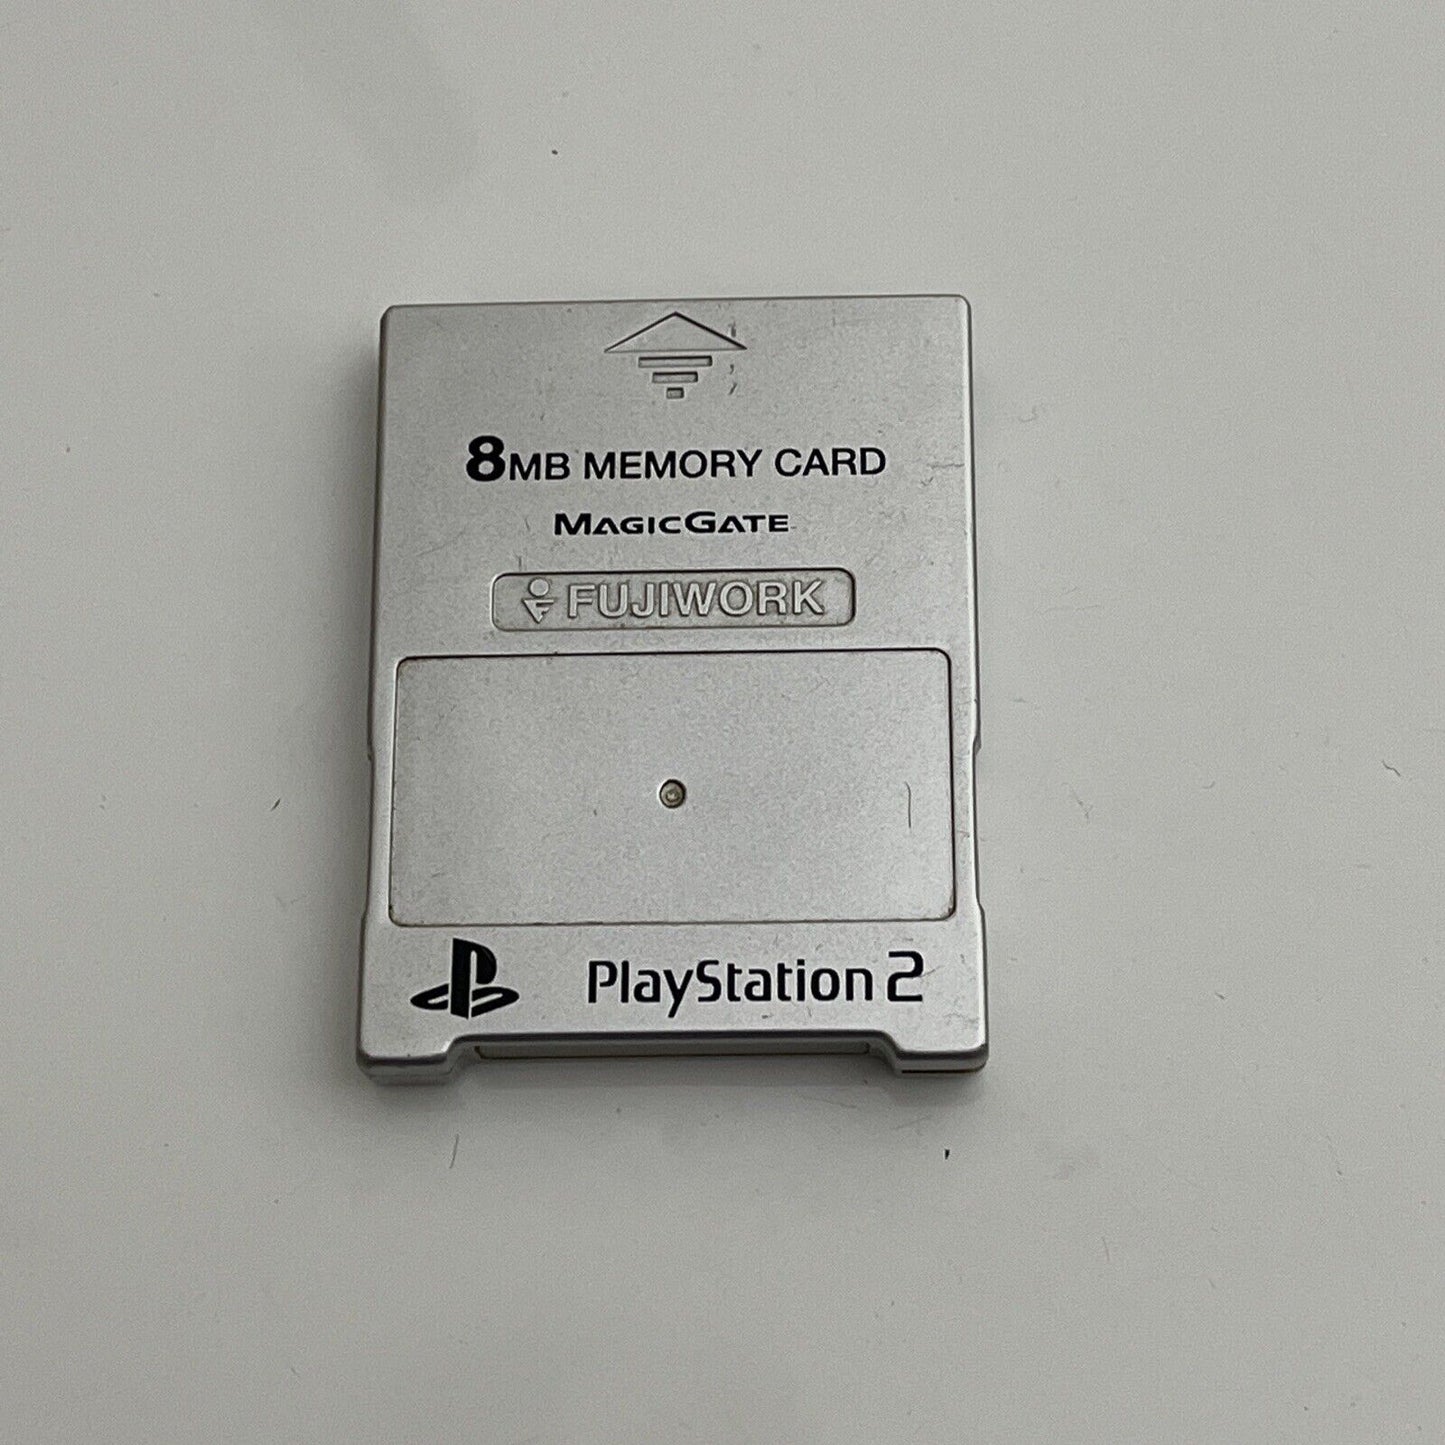 8MB MEMORY CARD
MAGICGATE
FUJIWORK
PlayStation 2